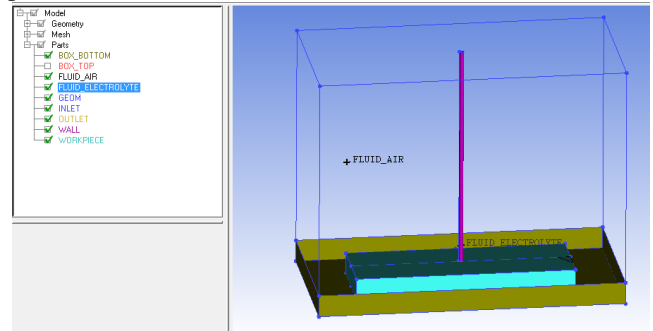 Model
Geometry
Mesh
Parts
BOX_BOTTOM
BOX_TOP
FLUID_AIR
FLUID_ELECTROLYTE
GEOM
INLET
OUTLET
WALL
WORKPIECE
FLUID_AIR
FLUID_ELECTROLYTE